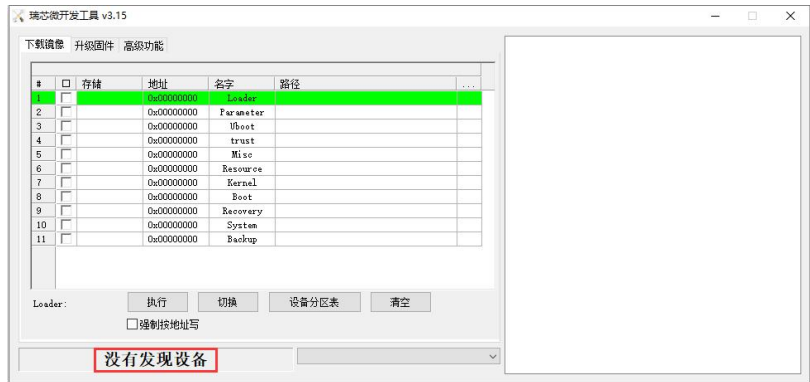 瑞芯微开发工具 v3.15
下载镜像 升级固件 高级功能
# 存储 地址 名字 路径 ...
1 0x00000000 Loader
2 0x00000000 Parameter
3 0x00000000 Uboot
4 0x00000000 trust
5 0x00000000 Misc
6 0x00000000 Resource
7 0x00000000 Kernel
8 0x00000000 Boot
9 0x00000000 Recovery
10 0x00000000 System
11 0x00000000 Backup
Loader: 执行 切换 设备分区表 清空
强制按地址写
没有发现设备